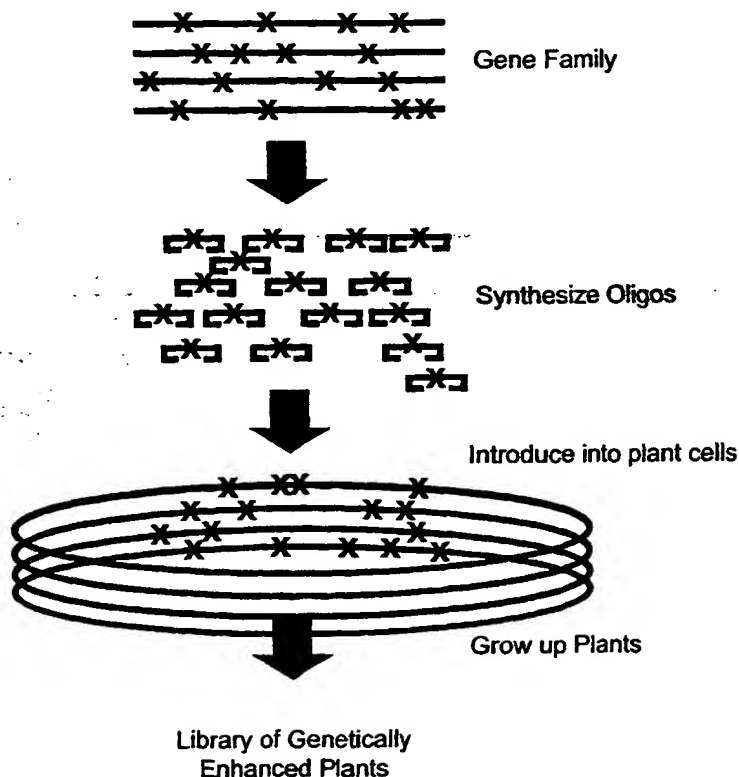 Gene Family
Synthesize Oligos
Introduce into plant cells
Grow up Plants
Library of Genetically
Enhanced Plants